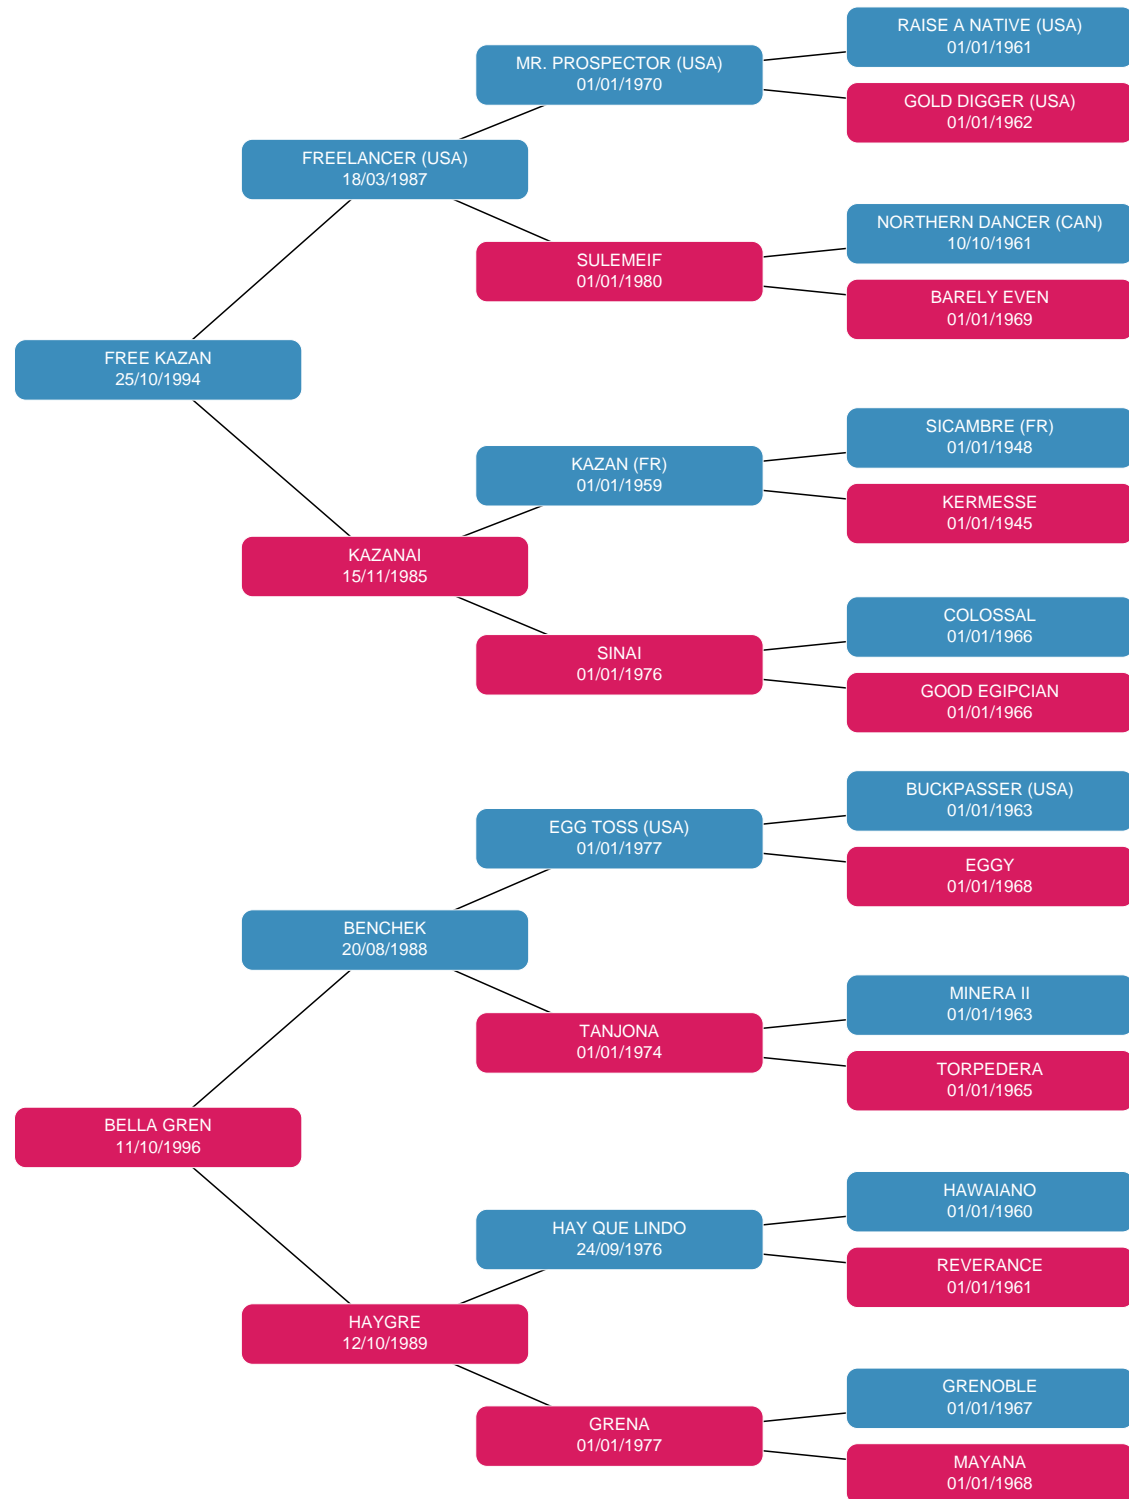 RAISE A NATIVE (USA)
01/01/1961
MR. PROSPECTOR (USA)
01/01/1970
GOLD DIGGER (USA)
01/01/1962
FREELANCER (USA)
18/03/1987
NORTHERN DANCER (CAN)
10/10/1961
SULEMEIF
01/01/1980
BARELY EVEN
01/01/1969
FREE KAZAN
25/10/1994
SICAMBRE (FR)
01/01/1948
KAZAN (FR)
01/01/1959
KERMESSE
01/01/1945
KAZANAI
15/11/1985
COLOSSAL
01/01/1966
SINAI
01/01/1976
GOOD EGIPCIAN
01/01/1966
BUCKPASSER (USA)
01/01/1963
EGG TOSS (USA)
01/01/1977
EGGY
01/01/1968
BENCHEK
20/08/1988
MINERA II
01/01/1963
TANJONA
01/01/1974
TORPEDERA
01/01/1965
BELLA GREN
11/10/1996
HAWAIANO
01/01/1960
HAY QUE LINDO
24/09/1976
REVERANCE
01/01/1961
HAYGRE
12/10/1989
GRENOBLE
01/01/1967
GRENA
01/01/1977
MAYANA
01/01/1968